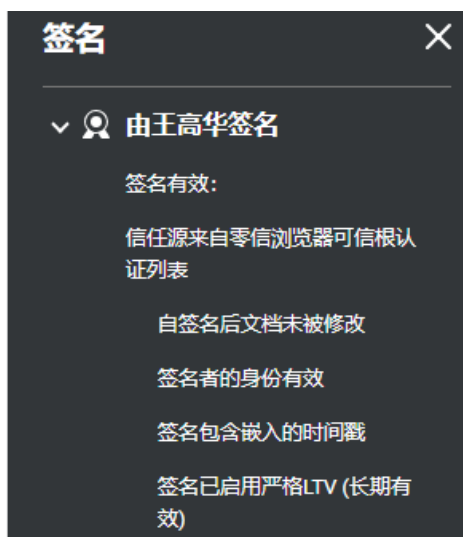 签名
由王高华签名
签名有效：
信任源来自零信浏览器可信根认
证列表
自签名后文档未被修改
签名者的身份有效
签名包含嵌入的时间戳
签名已启用严格LTV (长期有
效)